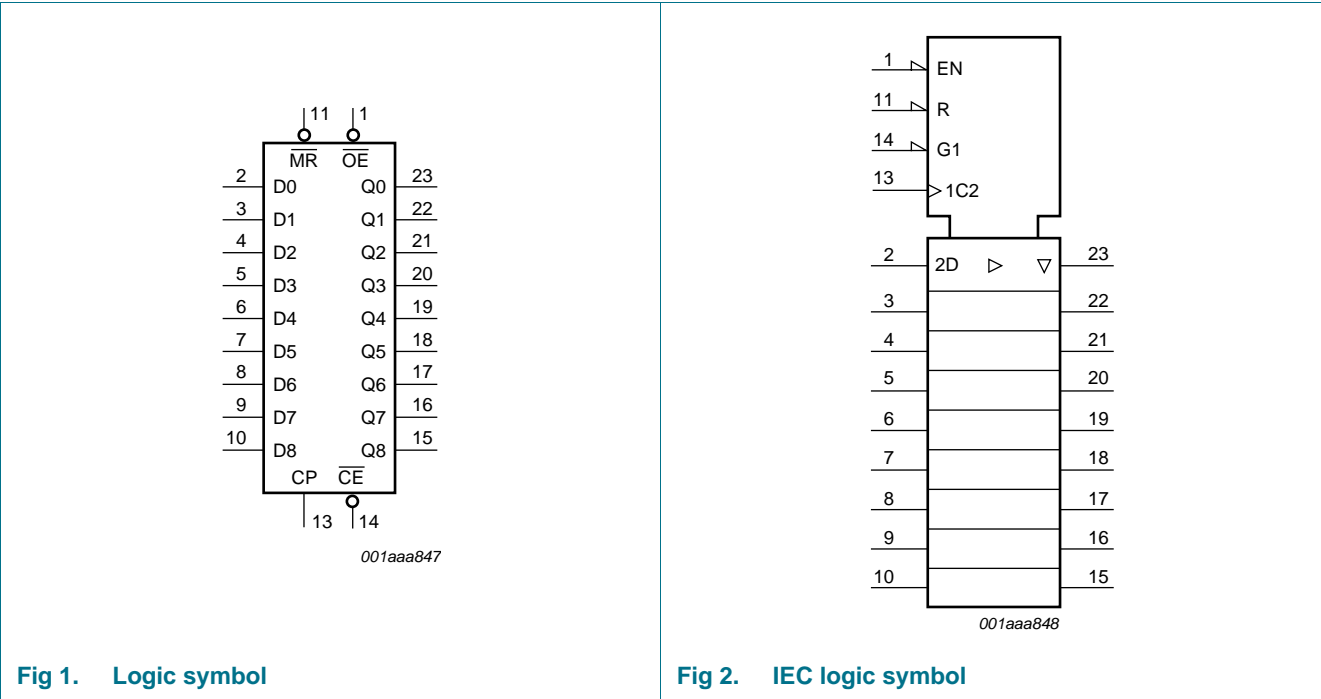 11 1
M̅R̅ O̅E̅
2 D0 Q0 23
3 D1 Q1 22
4 D2 Q2 21
5 D3 Q3 20
6 D4 Q4 19
7 D5 Q5 18
8 D6 Q6 17
9 D7 Q7 16
10 D8 Q8 15
CP C̅E̅
13 14
001aaa847
Fig 1. Logic symbol
1 EN
11 R
14 G1
13 1C2
2 2D 23
3 22
4 21
5 20
6 19
7 18
8 17
9 16
10 15
001aaa848
Fig 2. IEC logic symbol